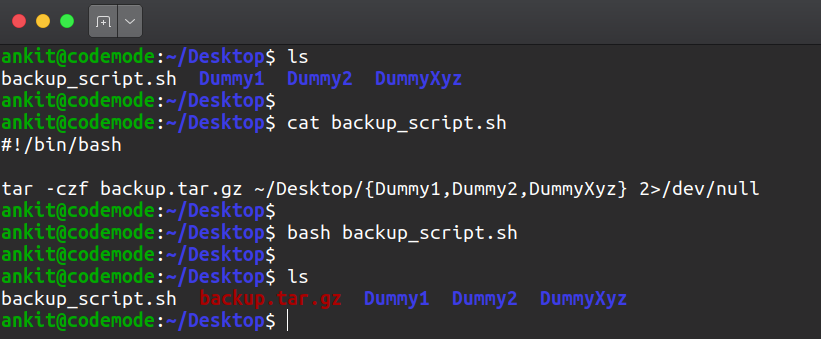 ankit@codemode:~/Desktop$ ls
backup_script.sh  Dummy1  Dummy2  DummyXyz
ankit@codemode:~/Desktop$
ankit@codemode:~/Desktop$ cat backup_script.sh
#!/bin/bash
tar -czf backup.tar.gz ~/Desktop/{Dummy1,Dummy2,DummyXyz} 2>/dev/null
ankit@codemode:~/Desktop$
ankit@codemode:~/Desktop$ bash backup_script.sh
ankit@codemode:~/Desktop$
ankit@codemode:~/Desktop$ ls
backup_script.sh  backup.tar.gz  Dummy1  Dummy2  DummyXyz
ankit@codemode:~/Desktop$